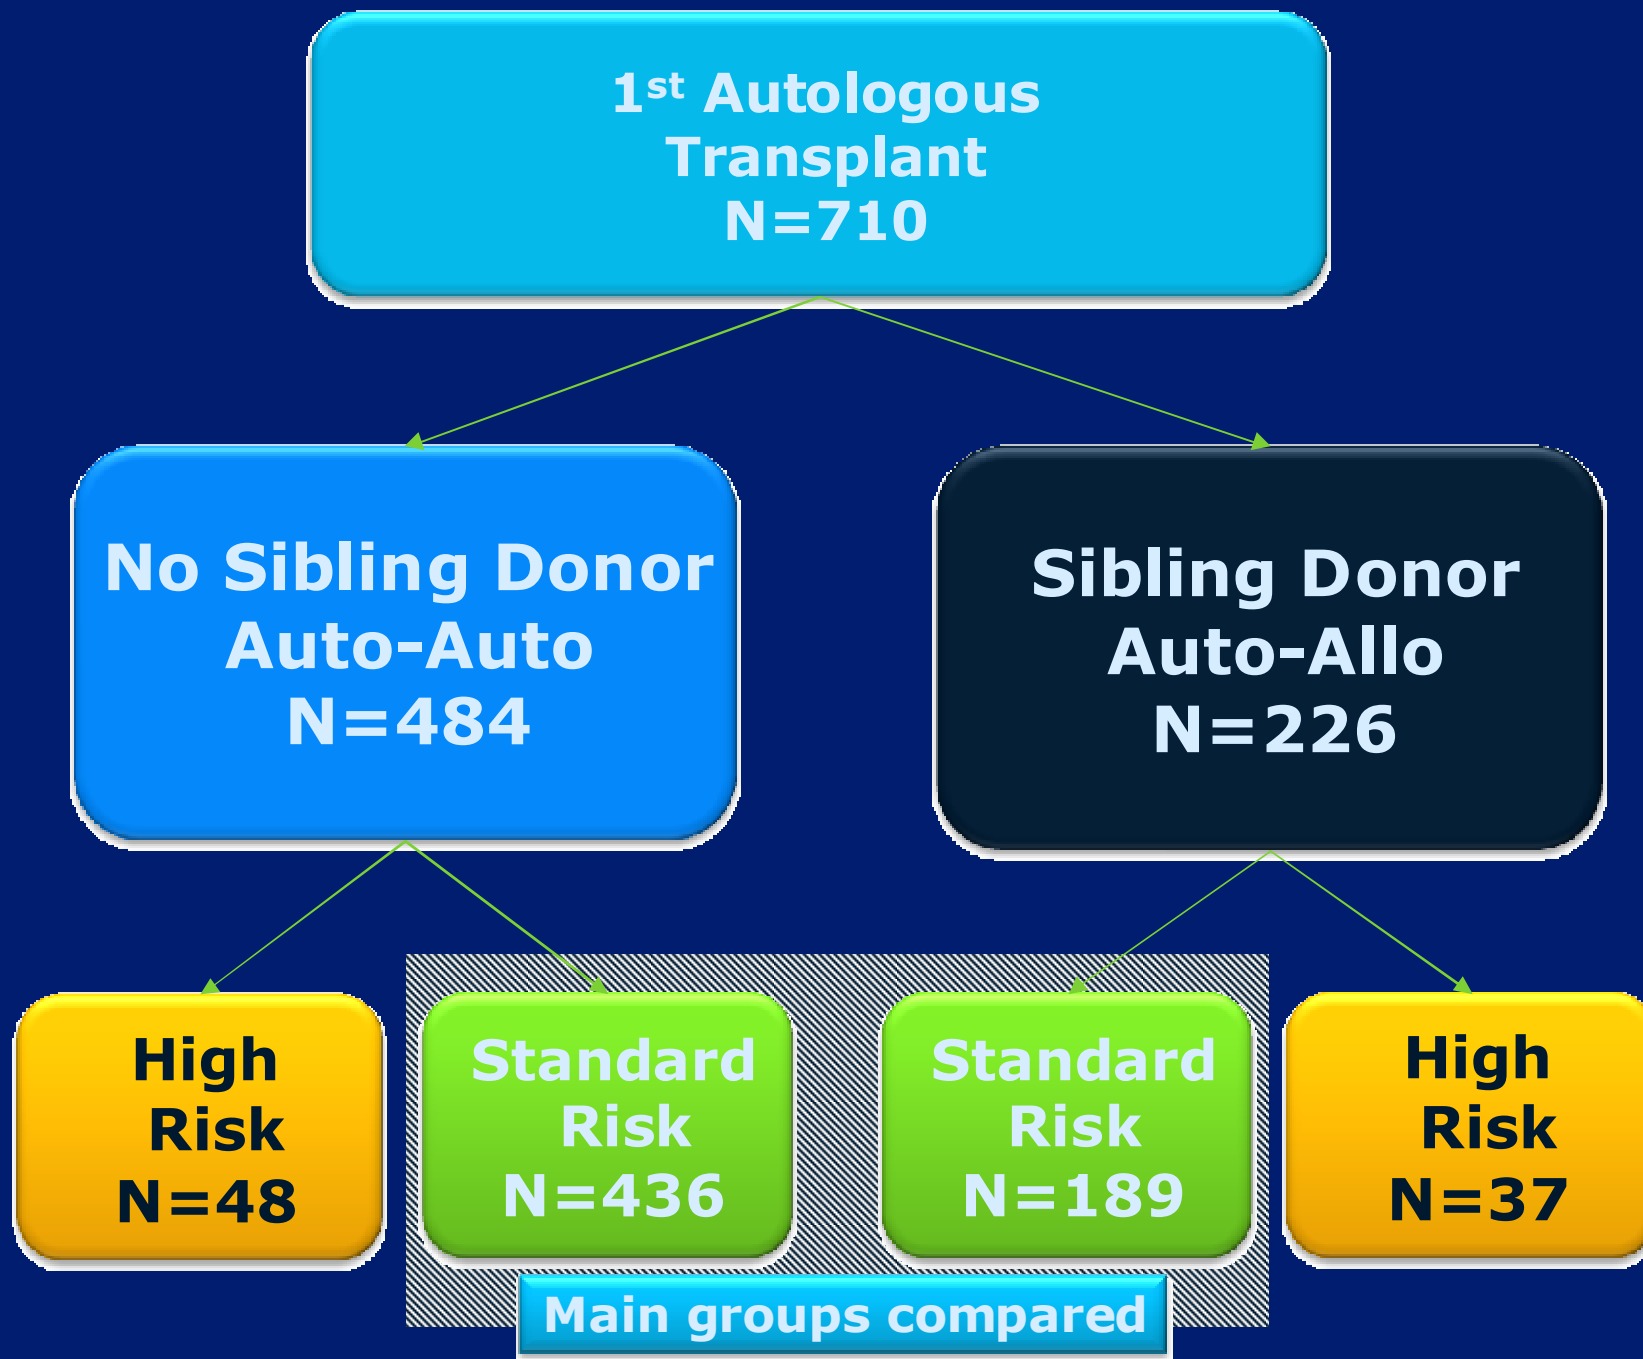 1st Autologous
Transplant
N=710
No Sibling Donor
Auto-Auto
N=484
Sibling Donor
Auto-Allo
N=226
High
Risk
N=48
Standard
Risk
N=436
Standard
Risk
N=189
High
Risk
N=37
Main groups compared